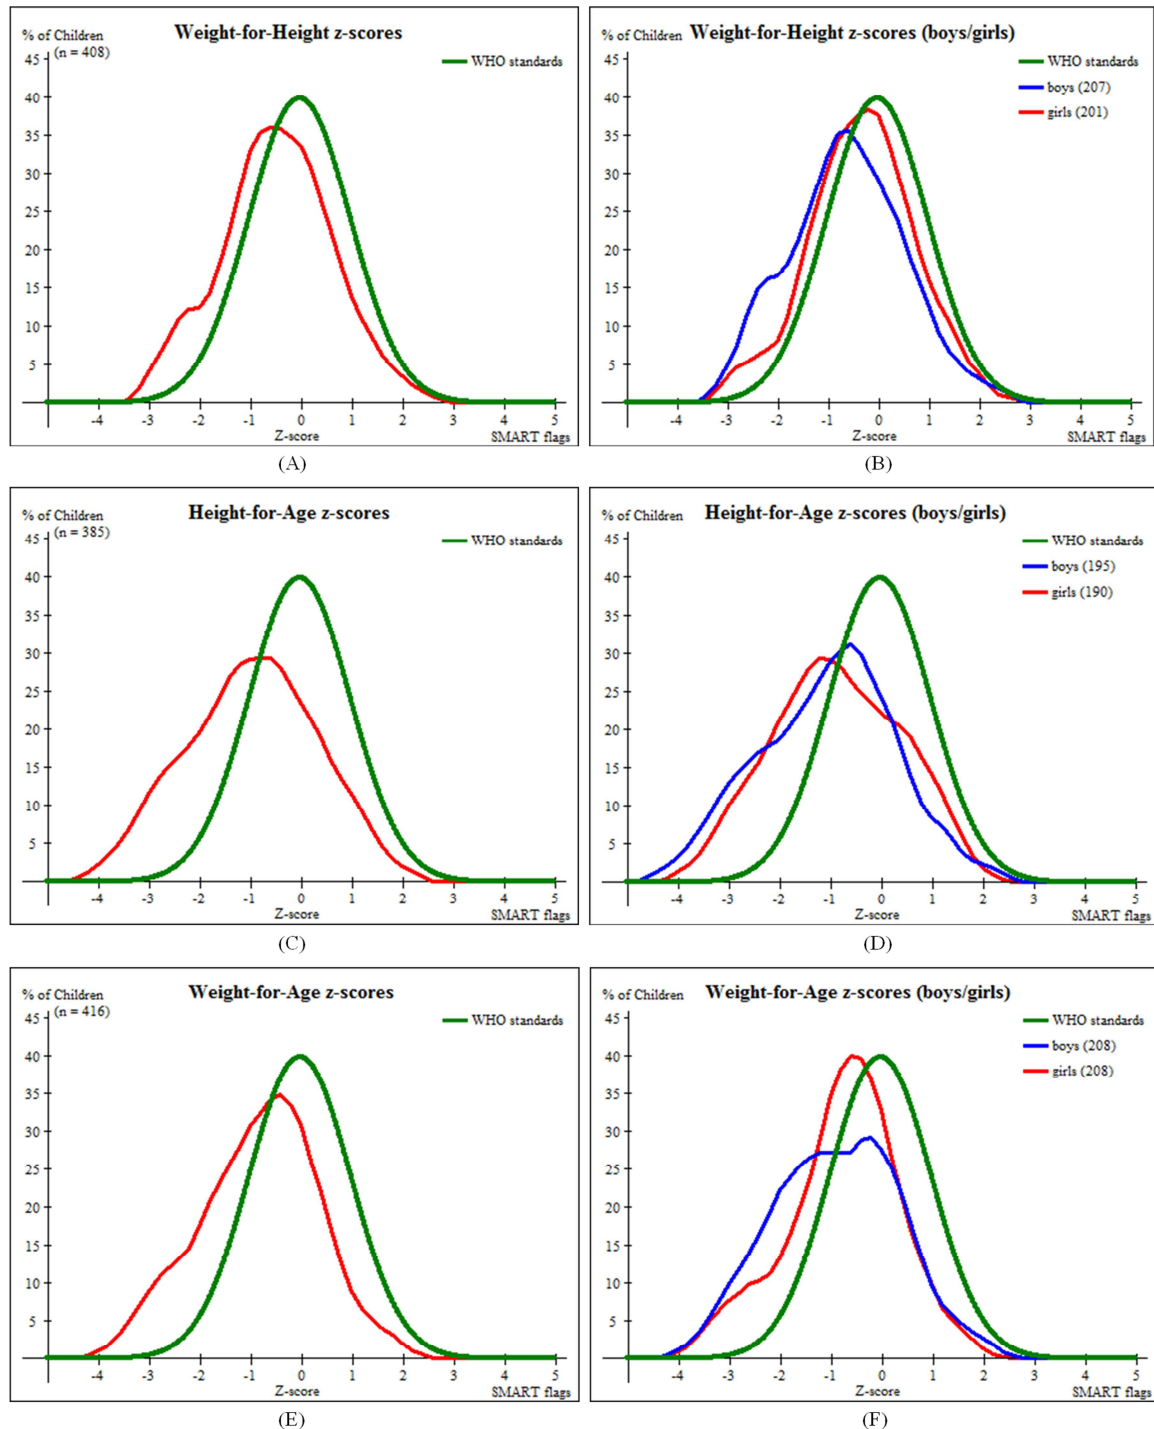 Weight-for-Height z-scores
% of Children
(n = 408)
WHO standards
45
40
35
30
25
20
15
10
5
-4 -3 -2 -1 0 1 2 3 4 5
Z-score
SMART flags
(A)
Weight-for-Height z-scores (boys/girls)
% of Children
WHO standards
boys (207)
girls (201)
45
40
35
30
25
20
15
10
5
-4 -3 -2 -1 0 1 2 3 4 5
Z-score
SMART flags
(B)
Height-for-Age z-scores
% of Children
(n = 385)
WHO standards
45
40
35
30
25
20
15
10
5
-4 -3 -2 -1 0 1 2 3 4 5
Z-score
SMART flags
(C)
Height-for-Age z-scores (boys/girls)
% of Children
WHO standards
boys (195)
girls (190)
45
40
35
30
25
20
15
10
5
-4 -3 -2 -1 0 1 2 3 4 5
Z-score
SMART flags
(D)
Weight-for-Age z-scores
% of Children
(n = 416)
WHO standards
45
40
35
30
25
20
15
10
5
-4 -3 -2 -1 0 1 2 3 4 5
Z-score
SMART flags
(E)
Weight-for-Age z-scores (boys/girls)
% of Children
WHO standards
boys (208)
girls (208)
45
40
35
30
25
20
15
10
5
-4 -3 -2 -1 0 1 2 3 4 5
Z-score
SMART flags
(F)